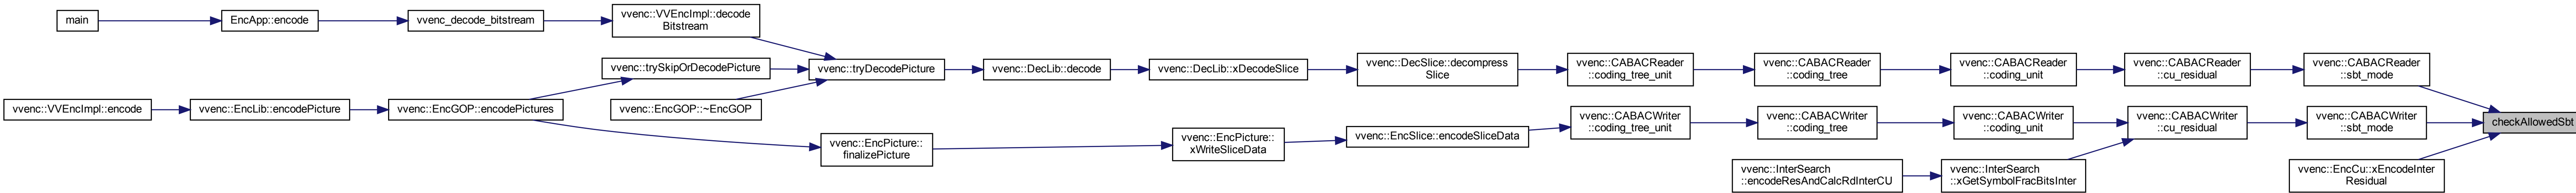 main
EncApp::encode
vvenc_decode_bitstream
vvenc::VVEncImpl::decode
Bitstream
vvenc::trySkipOrDecodePicture
vvenc::tryDecodePicture
vvenc::DecLib::decode
vvenc::DecLib::xDecodeSlice
vvenc::DecSlice::decompress
Slice
vvenc::CABACReader
::coding_tree_unit
vvenc::CABACReader
::coding_tree
vvenc::CABACReader
::coding_unit
vvenc::CABACReader
::cu_residual
vvenc::CABACReader
::sbt_mode
vvenc::VVEncImpl::encode
vvenc::EncLib::encodePicture
vvenc::EncGOP::encodePictures
vvenc::EncGOP::~EncGOP
vvenc::EncPicture::
finalizePicture
vvenc::EncPicture::
xWriteSliceData
vvenc::EncSlice::encodeSliceData
vvenc::CABACWriter
::coding_tree_unit
vvenc::CABACWriter
::coding_tree
vvenc::CABACWriter
::coding_unit
vvenc::CABACWriter
::cu_residual
vvenc::CABACWriter
::sbt_mode
checkAllowedSbt
vvenc::InterSearch
::encodeResAndCalcRdInterCU
vvenc::InterSearch
::xGetSymbolFracBitsInter
vvenc::EncCu::xEncodeInter
Residual